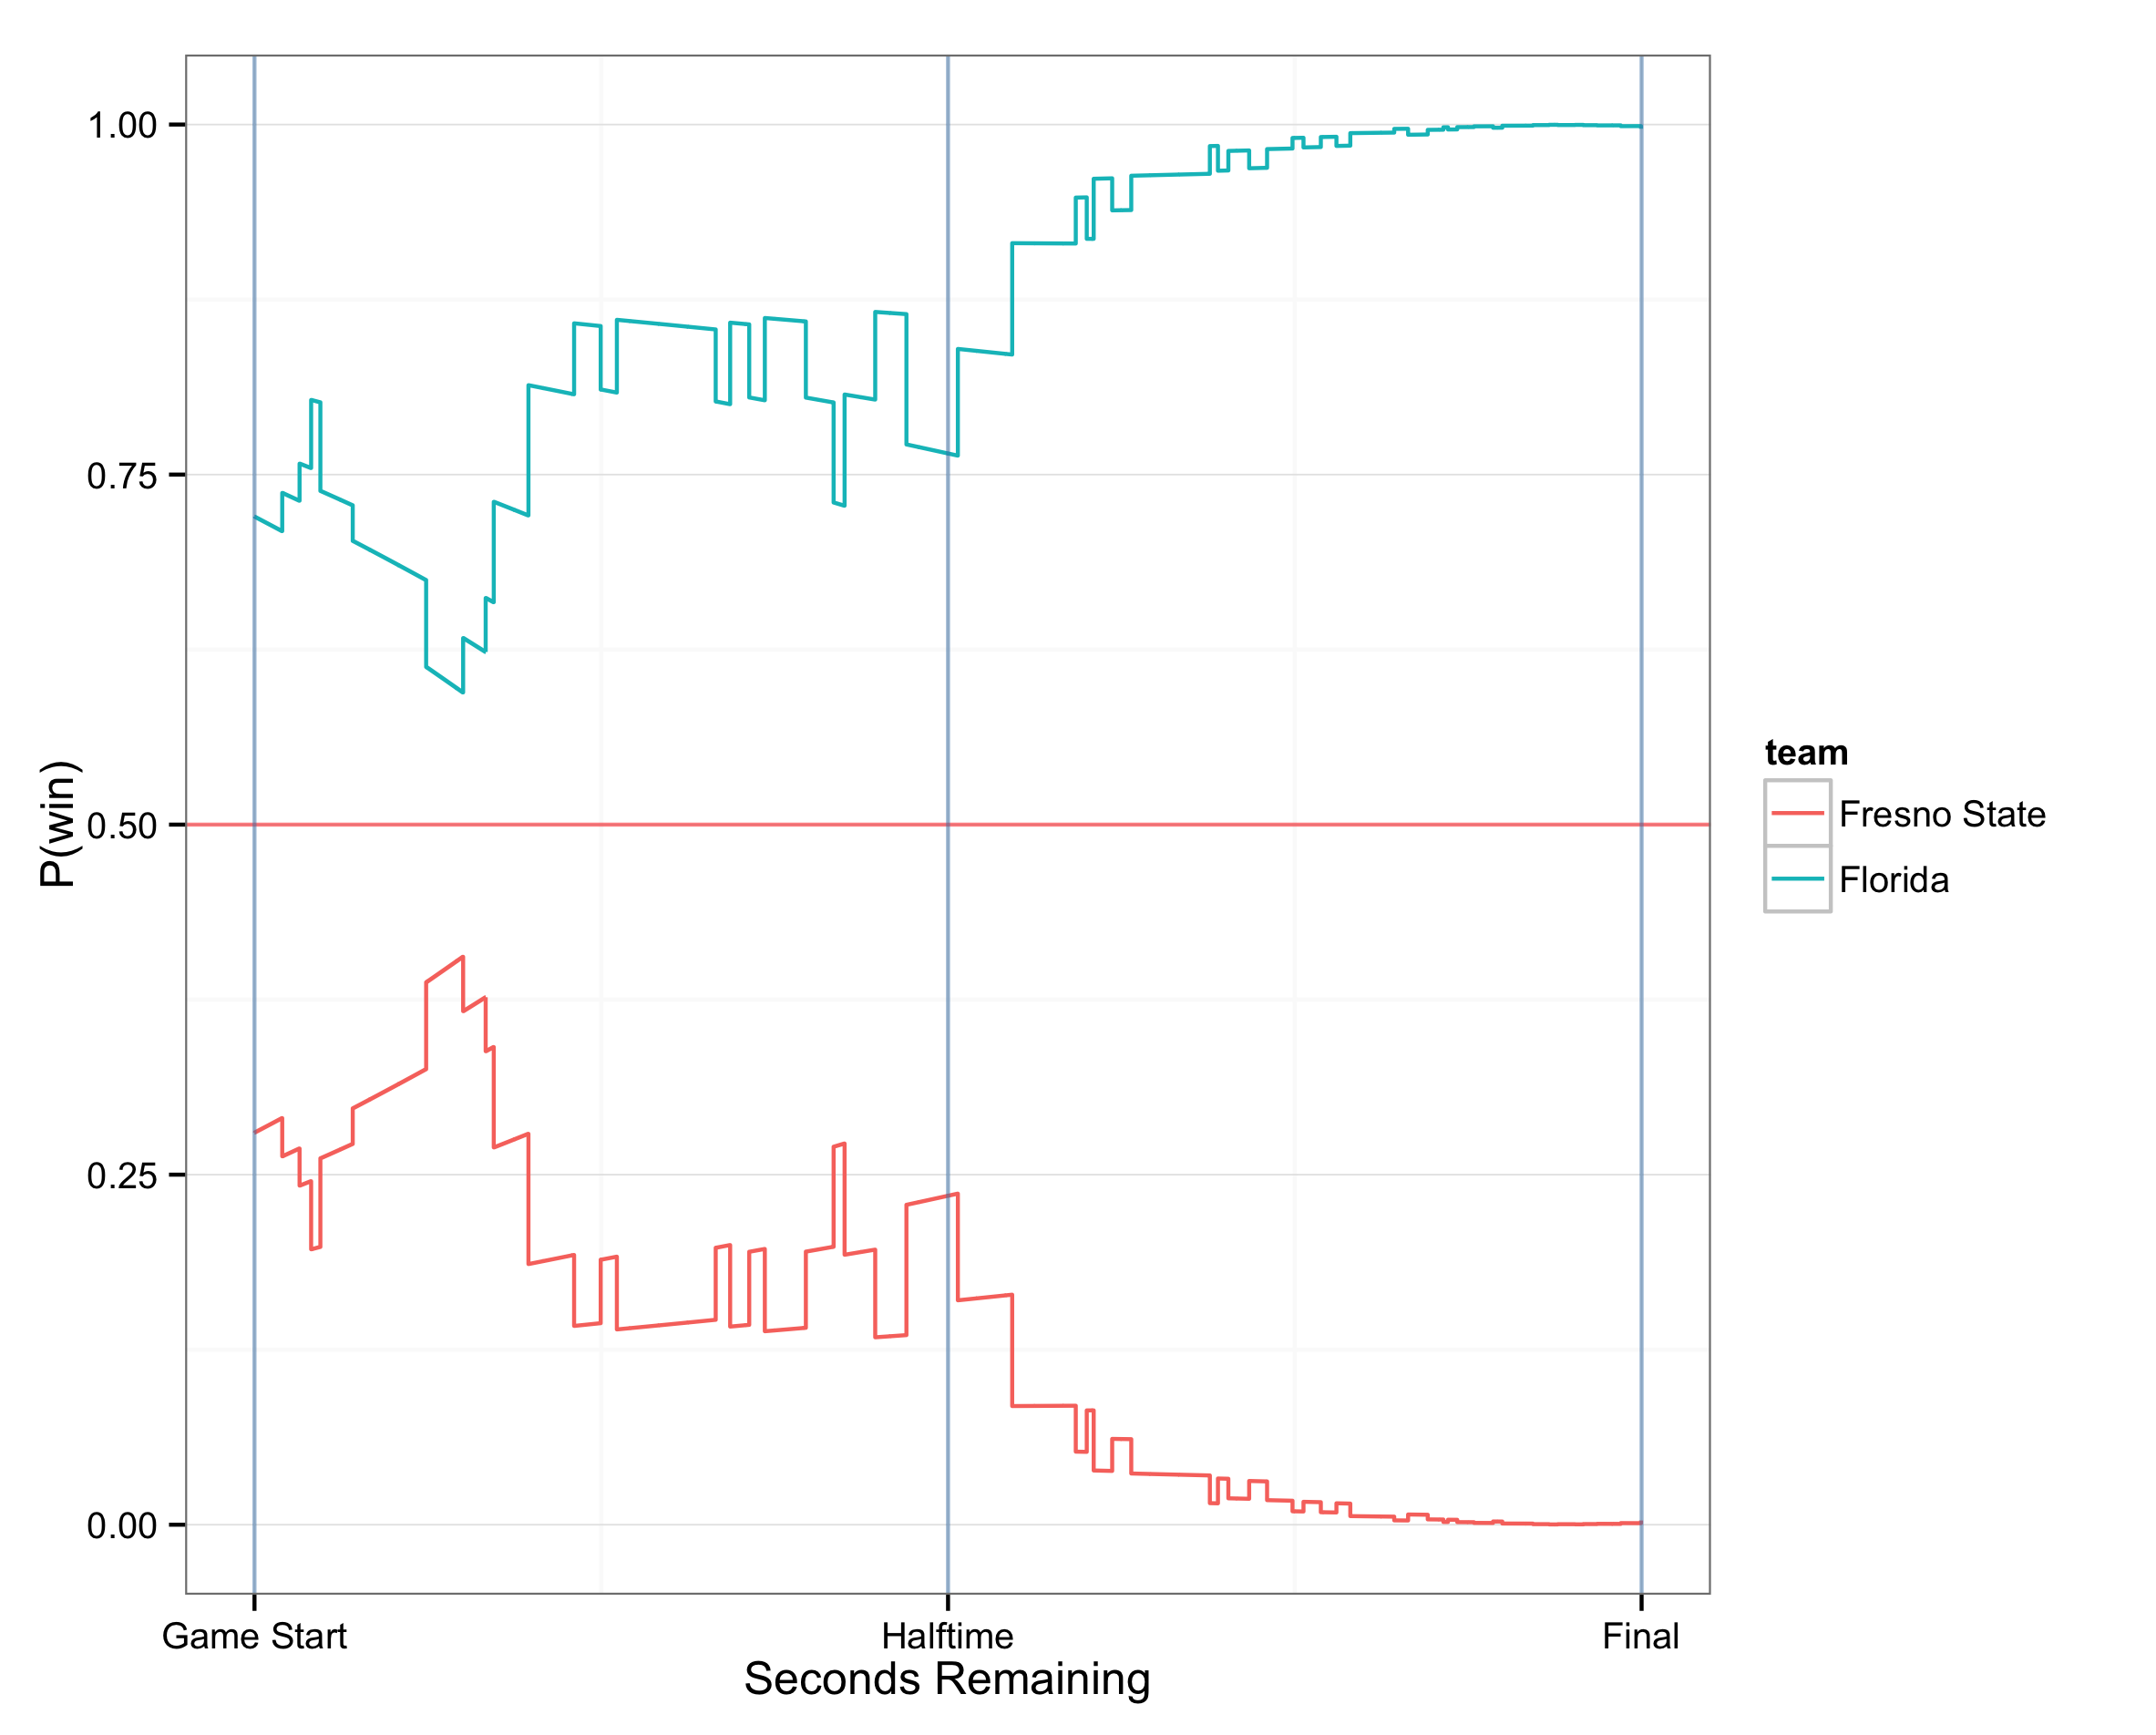 P(win)
1.00
0.75
0.50
0.25
0.00
Game Start
Halftime
Final
Seconds Remaining
team
Fresno State
Florida